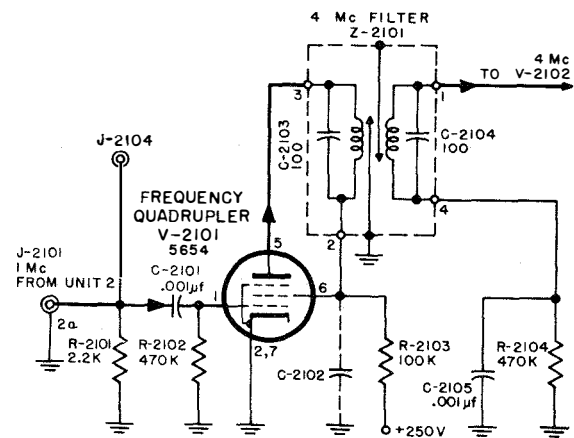 4 Mc FILTER
Z-2101
4 Mc
TO V-2102
3
1
C-2103
100
C-2104
100
J-2104
FREQUENCY
QUADRUPLER
V-2101
5654
4
2
5
J-2101
1 Mc
FROM UNIT 2
C-2101
.001µf
1
6
2a
2,7
R-2101
2.2K
R-2102
470K
C-2102
R-2103
100K
C-2105
.001µf
R-2104
470K
+250V